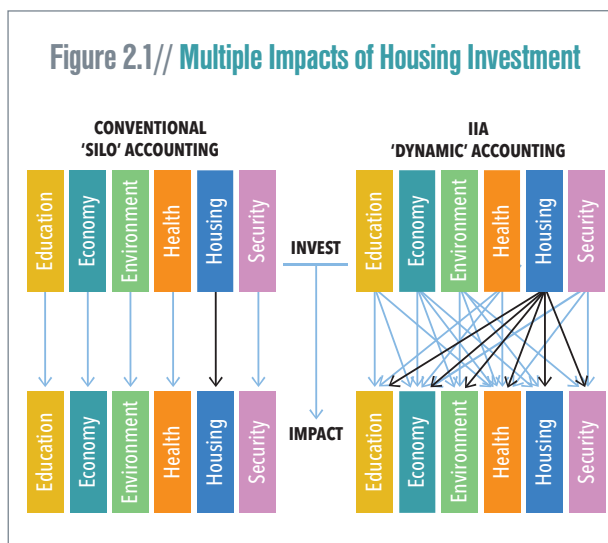 Figure 2.1// Multiple Impacts of Housing Investment
CONVENTIONAL
'SILO' ACCOUNTING
Education
Economy
Environment
Health
Housing
Security
INVEST
IMPACT
Education
Economy
Environment
Health
Housing
Security
IIA
'DYNAMIC' ACCOUNTING
Education
Economy
Environment
Health
Housing
Security
Education
Economy
Environment
Health
Housing
Security